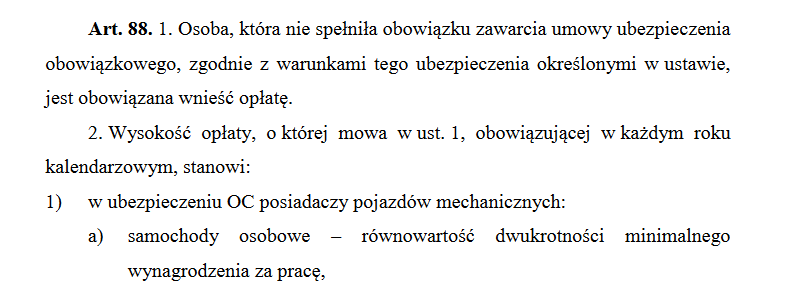 Art. 88. 1. Osoba, która nie spełniła obowiązku zawarcia umowy ubezpieczenia
obowiązkowego, zgodnie z warunkami tego ubezpieczenia określonymi w ustawie,
jest obowiązana wnieść opłatę.
2. Wysokość opłaty, o której mowa w ust. 1, obowiązującej w każdym roku
kalendarzowym, stanowi:
1) w ubezpieczeniu OC posiadaczy pojazdów mechanicznych:
a) samochody osobowe – równowartość dwukrotności minimalnego
wynagrodzenia za pracę,